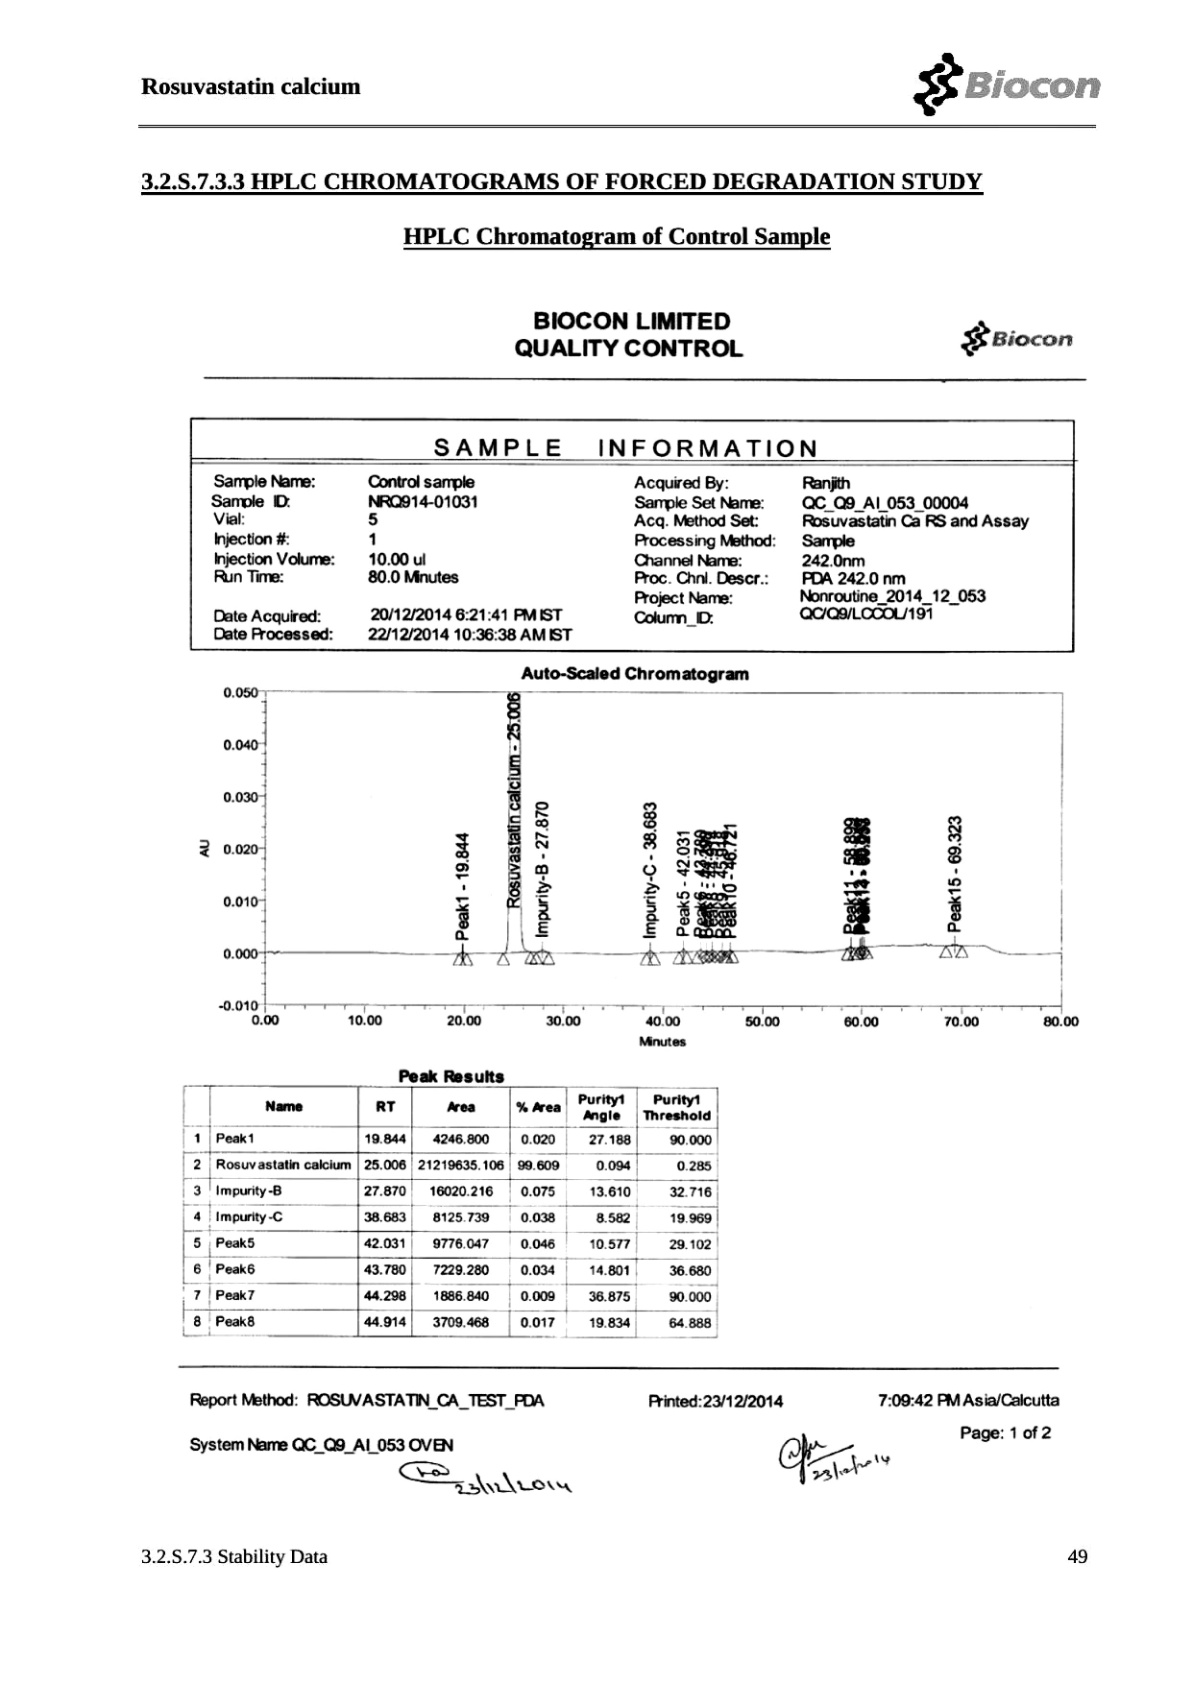 Rosuvastatin calcium
Biocon
3.2.S.7.3.3 HPLC CHROMATOGRAMS OF FORCED DEGRADATION STUDY
HPLC Chromatogram of Control Sample
BIOCON LIMITED
QUALITY CONTROL
Biocon
SAMPLE INFORMATION
Sample Name: Control sample Acquired By: Ranjith
Sample ID: NRQ914-01031 Sample Set Name: QC_Q9_AI_053_00004
Vial: 5 Acq. Method Set: Rosuvastatin Ca RS and Assay
Injection #: 1 Processing Method: Sample
Injection Volume: 10.00 ul Channel Name: 242.0nm
Run Time: 80.0 Minutes Proc. Chnl. Descr.: PDA 242.0 nm
Project Name: Nonroutine_2014_12_053
Date Acquired: 20/12/2014 6:21:41 PM IST Column_ID: QC/Q9/LCCOL/191
Date Processed: 22/12/2014 10:36:38 AM IST
Auto-Scaled Chromatogram
0.050
0.040
0.030
0.020
0.010
0.000
-0.010
AU
Peak1 - 19.844
Rosuvastatin calcium - 25.006
Impurity-B - 27.870
Impurity-C - 38.683
Peak5 - 42.031
Peak10 - 46.721
Peak11 - 58.899
Peak15 - 69.323
0.00 10.00 20.00 30.00 40.00 50.00 60.00 70.00 80.00
Minutes
Peak Results
Name RT Area % Area Purity1 Angle Purity1 Threshold
1 Peak1 19.844 4246.800 0.020 27.188 90.000
2 Rosuvastatin calcium 25.006 21219635.106 99.609 0.094 0.285
3 Impurity-B 27.870 16020.216 0.075 13.610 32.716
4 Impurity-C 38.683 8125.739 0.038 8.582 19.969
5 Peak5 42.031 9776.047 0.046 10.577 29.102
6 Peak6 43.780 7229.280 0.034 14.801 36.680
7 Peak7 44.298 1886.840 0.009 36.875 90.000
8 Peak8 44.914 3709.468 0.017 19.834 64.888
Report Method: ROSUVASTATIN_CA_TEST_PDA Printed:23/12/2014 7:09:42 PM Asia/Calcutta
System Name QC_Q9_AI_053 OVEN Page: 1 of 2
23/12/2014
23/12/2014
3.2.S.7.3 Stability Data 49